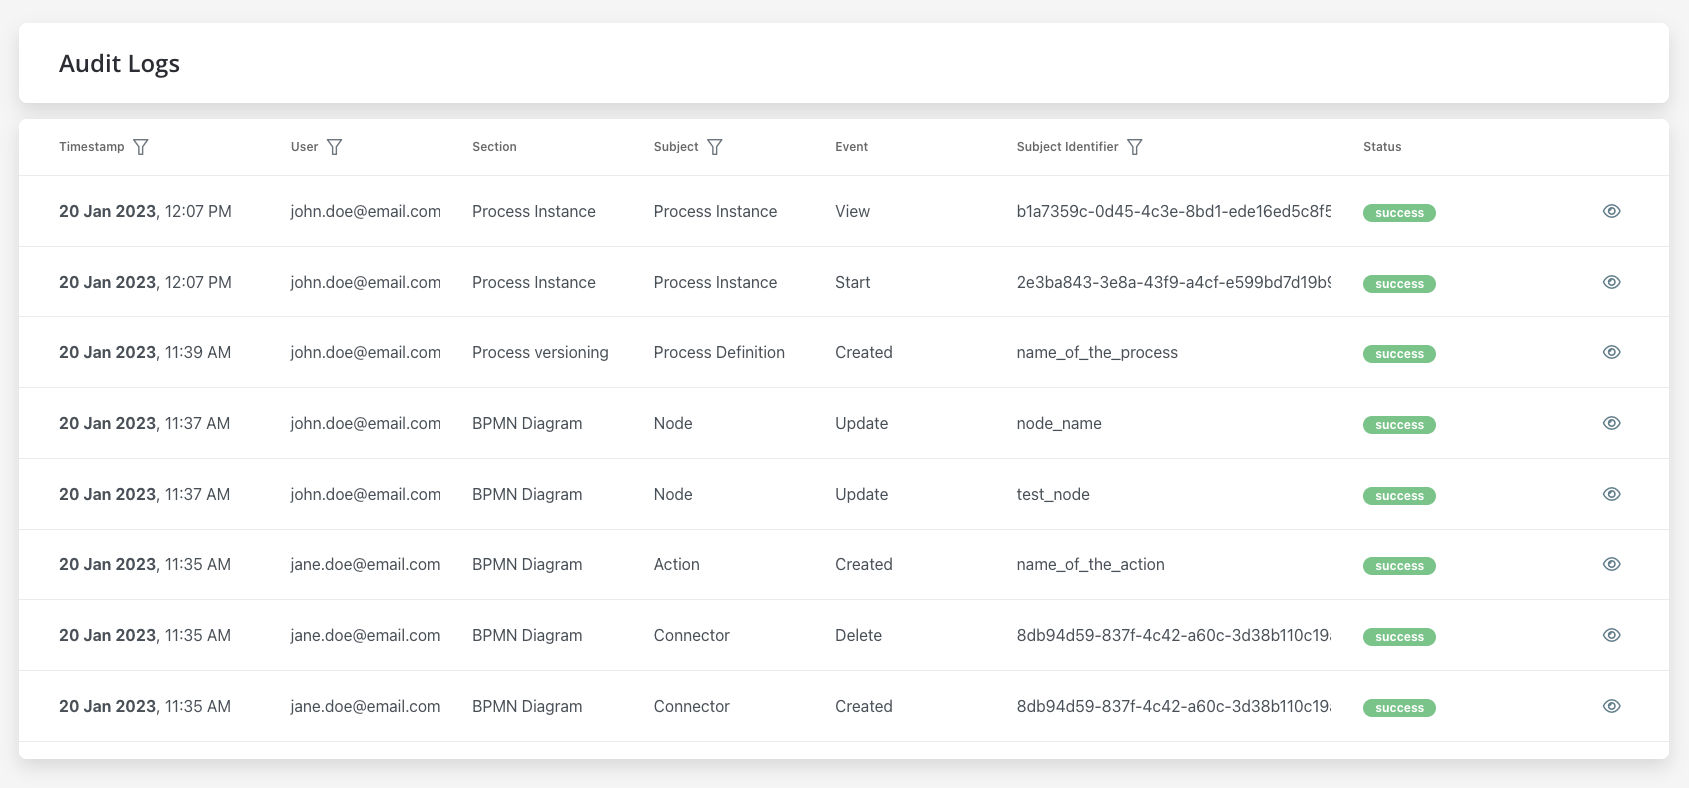 Audit Logs
Timestamp User Section Subject Event Subject Identifier Status
20 Jan 2023, 12:07 PM john.doe@email.com Process Instance Process Instance View b1a7359c-0d45-4c3e-8bd1-ede16ed5c8f5 success
20 Jan 2023, 12:07 PM john.doe@email.com Process Instance Process Instance Start 2e3ba843-3e8a-43f9-a4cf-e599bd7d19b9 success
20 Jan 2023, 11:39 AM john.doe@email.com Process versioning Process Definition Created name_of_the_process success
20 Jan 2023, 11:37 AM john.doe@email.com BPMN Diagram Node Update node_name success
20 Jan 2023, 11:37 AM john.doe@email.com BPMN Diagram Node Update test_node success
20 Jan 2023, 11:35 AM jane.doe@email.com BPMN Diagram Action Created name_of_the_action success
20 Jan 2023, 11:35 AM jane.doe@email.com BPMN Diagram Connector Delete 8db94d59-837f-4c42-a60c-3d38b110c19a success
20 Jan 2023, 11:35 AM jane.doe@email.com BPMN Diagram Connector Created 8db94d59-837f-4c42-a60c-3d38b110c19a success